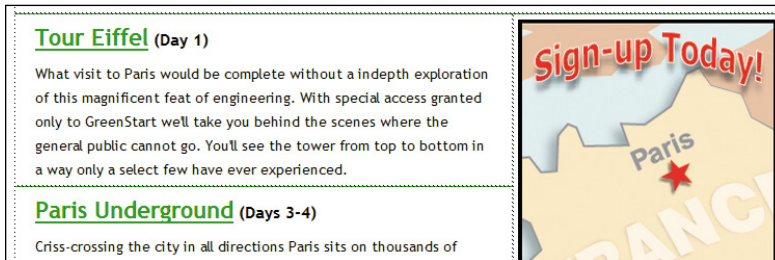 Tour Eiffel (Day 1)
What visit to Paris would be complete without a indepth exploration
of this magnificent feat of engineering. With special access granted
only to GreenStart we'll take you behind the scenes where the
general public cannot go. You'll see the tower from top to bottom in
a way only a select few have ever experienced.
Paris Underground (Days 3-4)
Criss-crossing the city in all directions Paris sits on thousands of
Sign-up Today!
Paris
FRANCE